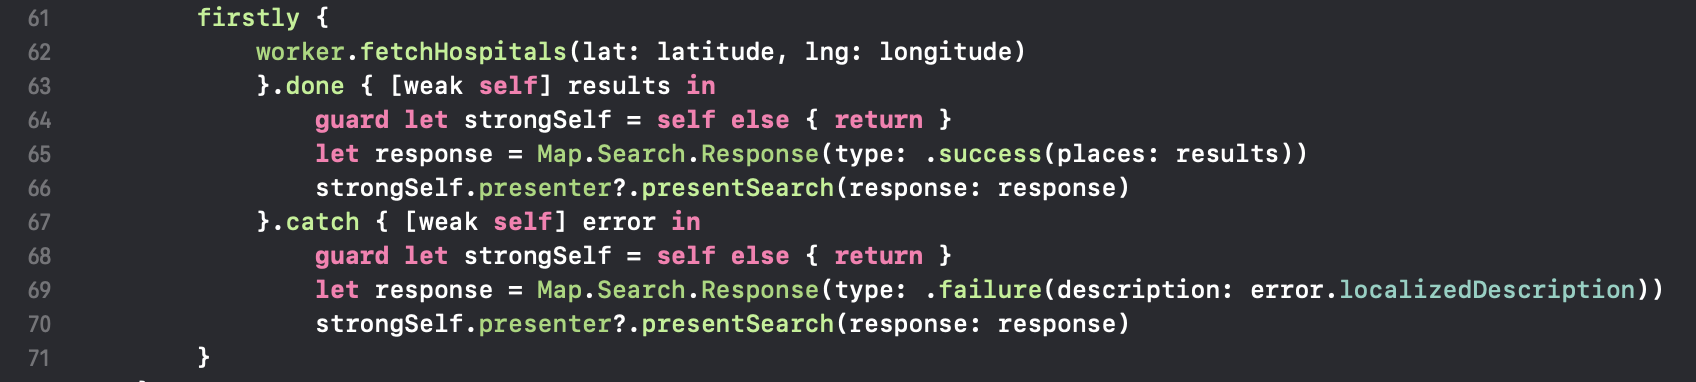 61 firstly {
62 worker.fetchHospitals(lat: latitude, lng: longitude)
63 }.done { [weak self] results in
64 guard let strongSelf = self else { return }
65 let response = Map.Search.Response(type: .success(places: results))
66 strongSelf.presenter?.presentSearch(response: response)
67 }.catch { [weak self] error in
68 guard let strongSelf = self else { return }
69 let response = Map.Search.Response(type: .failure(description: error.localizedDescription))
70 strongSelf.presenter?.presentSearch(response: response)
71 }